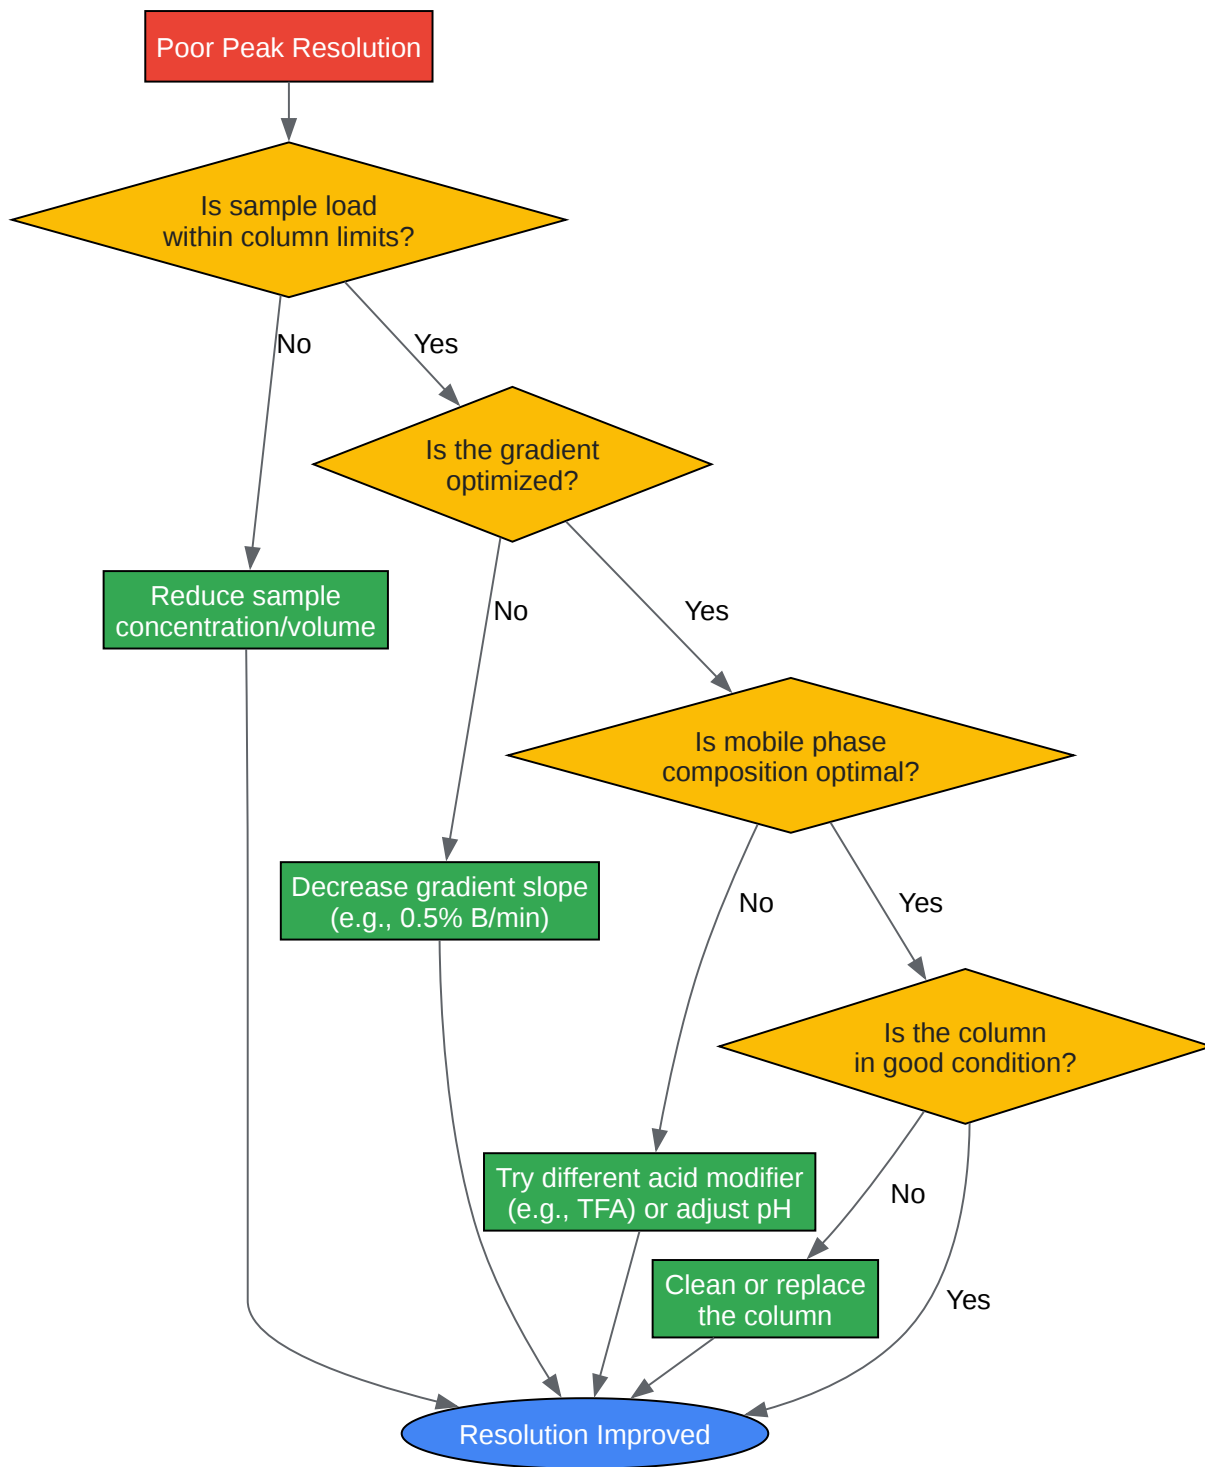 Poor Peak Resolution
Is sample load
within column limits?
No
Yes
Is the gradient
optimized?
Reduce sample
concentration/volume
No
Yes
Is mobile phase
composition optimal?
Decrease gradient slope
(e.g., 0.5% B/min)
No
Yes
Is the column
in good condition?
Try different acid modifier
(e.g., TFA) or adjust pH
No
Clean or replace
the column
Yes
Resolution Improved